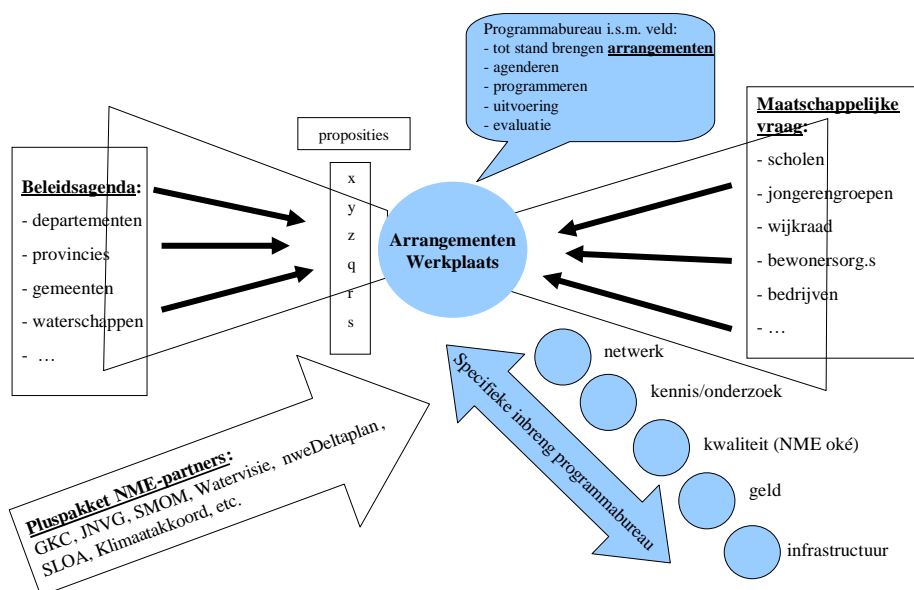 Programmabureau i.s.m. veld:
- tot stand brengen arrangementen
- agenderen
- programmeren
- uitvoering
- evaluatie
Maatschappelijke
vraag:
- scholen
- jongerengroepen
- wijkraad
- bewonersorg.s
- bedrijven
- ...
proposities
x
y
z
q
r
s
Beleidsagenda:
- departementen
- provincies
- gemeenten
- waterschappen
- ...
Arrangementen
Werkplaats
netwerk
kennis/onderzoek
kwaliteit (NME oké)
geld
infrastructuur
Specifieke inbreng programmabureau
Pluspakket NME-partners:
GKC, JNVG, SMOM, Watervisie, nweDeltaplan,
SLOA, Klimaatakkoord, etc.